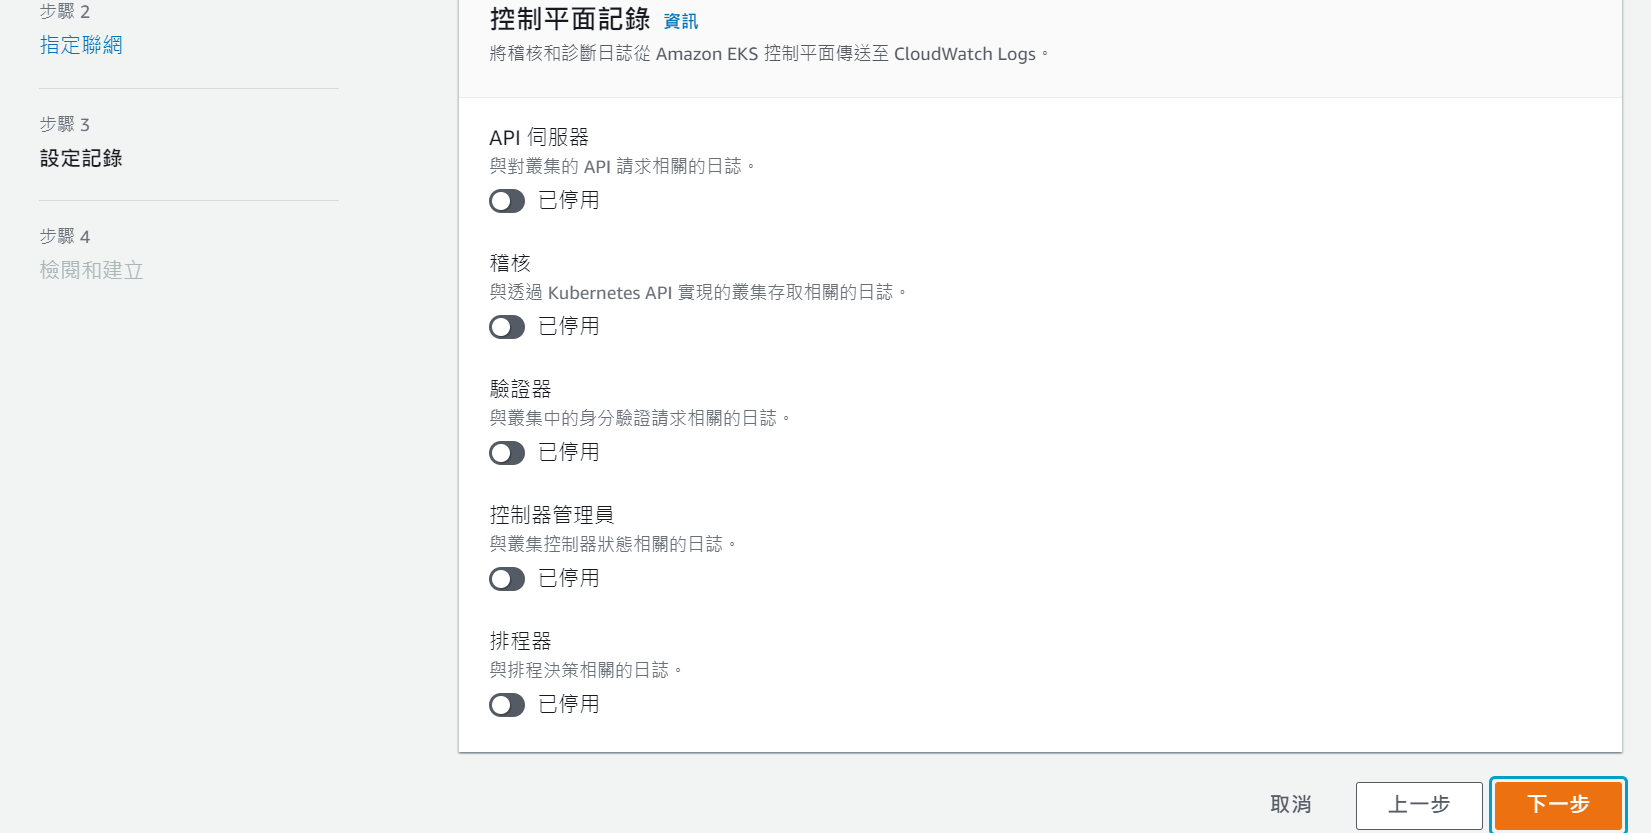 步驟 2
指定聯網
步驟 3
設定記錄
步驟 4
檢閱和建立
控制平面記錄 資訊
將稽核和診斷日誌從 Amazon EKS 控制平面傳送至 CloudWatch Logs。
API 伺服器
與對叢集的 API 請求相關的日誌。
已停用
稽核
與透過 Kubernetes API 實現的叢集存取相關的日誌。
已停用
驗證器
與叢集中的身分驗證請求相關的日誌。
已停用
控制器管理員
與叢集控制器狀態相關的日誌。
已停用
排程器
與排程決策相關的日誌。
已停用
取消
上一步
下一步